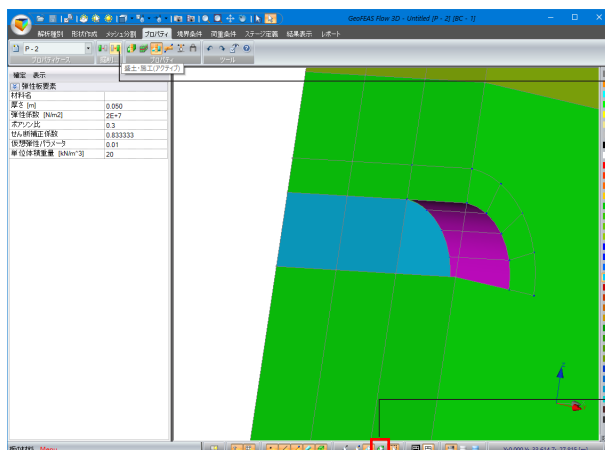 GeoFEAS Flow 3D - Untitled [P - 2] [BC - 1]
解析種別 形状作成 メッシュ分割 プロパティ 境界条件 荷重条件 ステージ定義 結果表示 レポート
P - 2
プロパティケース プロパティ ツール
盛土・施工(アクティブ)
確定 表示
弾性板要素
材料名
厚さ [m] 0.050
弾性係数 [N/m2] 2E+7
ポアソン比 0.3
せん断補正係数 0.833333
仮想弾性パラメータ 0.01
単位体積重量 [kN/m^3] 20
Z
Menu